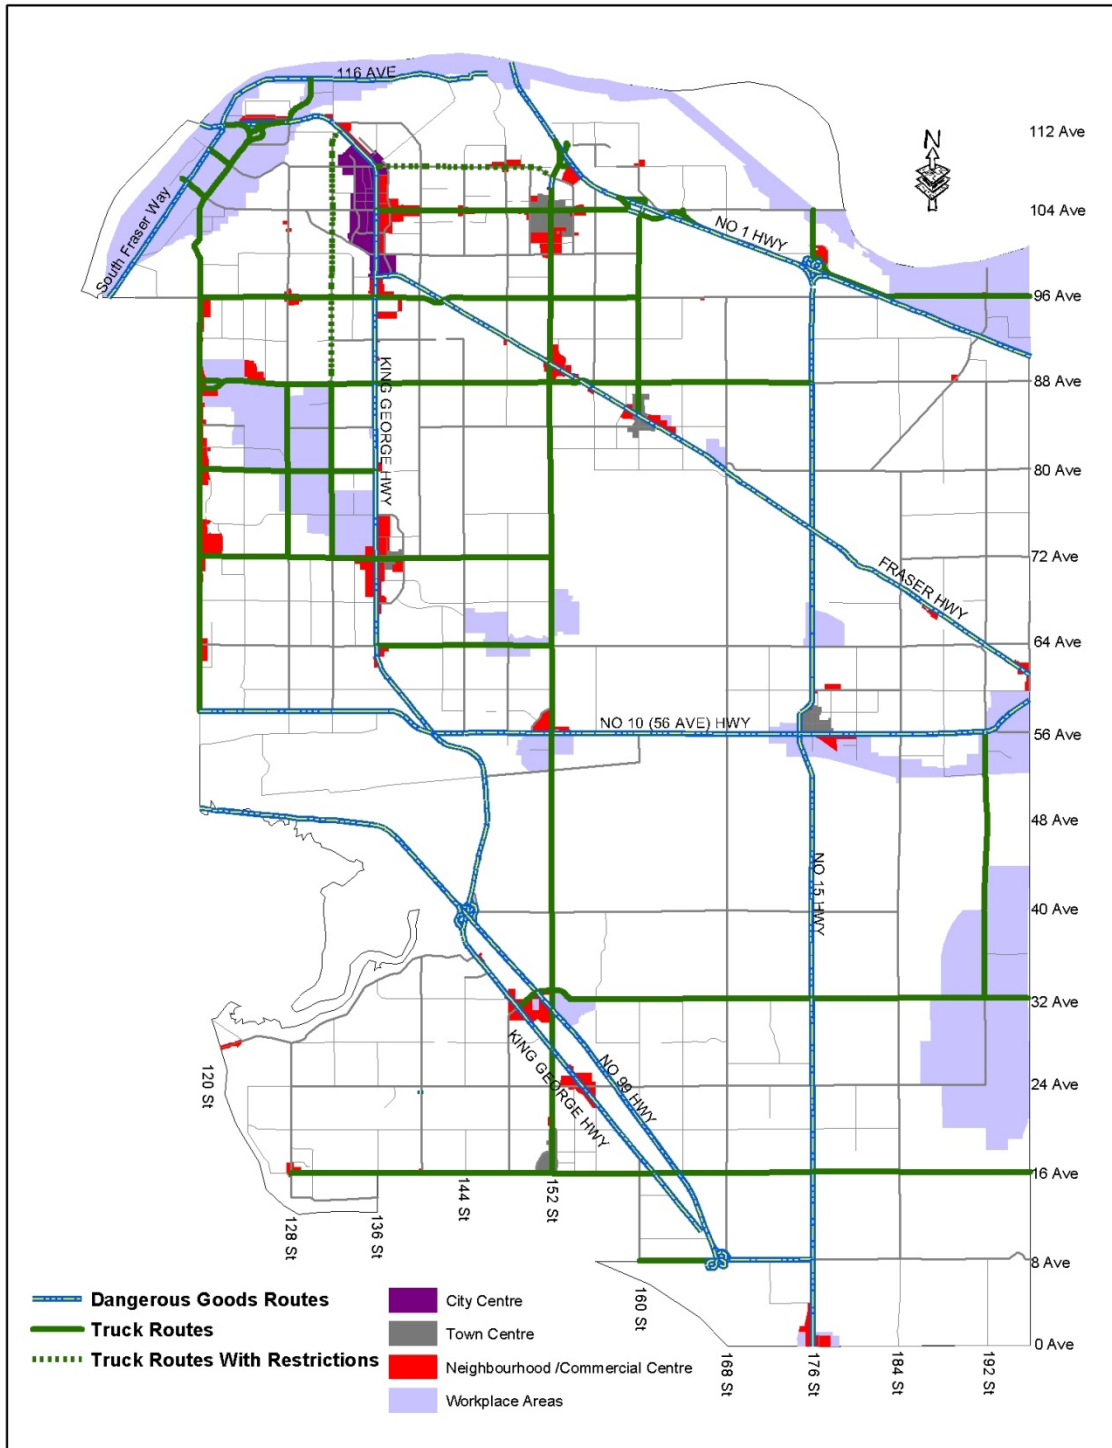 116 AVE
N
112 Ave
South Fraser Way
104 Ave
NO 1 HWY
96 Ave
KING GEORGE HWY
88 Ave
80 Ave
72 Ave
FRASER HWY
64 Ave
NO 10 (56 AVE) HWY
56 Ave
48 Ave
NO 15 HWY
40 Ave
32 Ave
KING GEORGE HWY
NO 99 HWY
120 St
24 Ave
16 Ave
128 St
136 St
144 St
152 St
8 Ave
160 St
168 St
176 St
184 St
192 St
0 Ave
Dangerous Goods Routes
Truck Routes
Truck Routes With Restrictions
City Centre
Town Centre
Neighbourhood /Commercial Centre
Workplace Areas